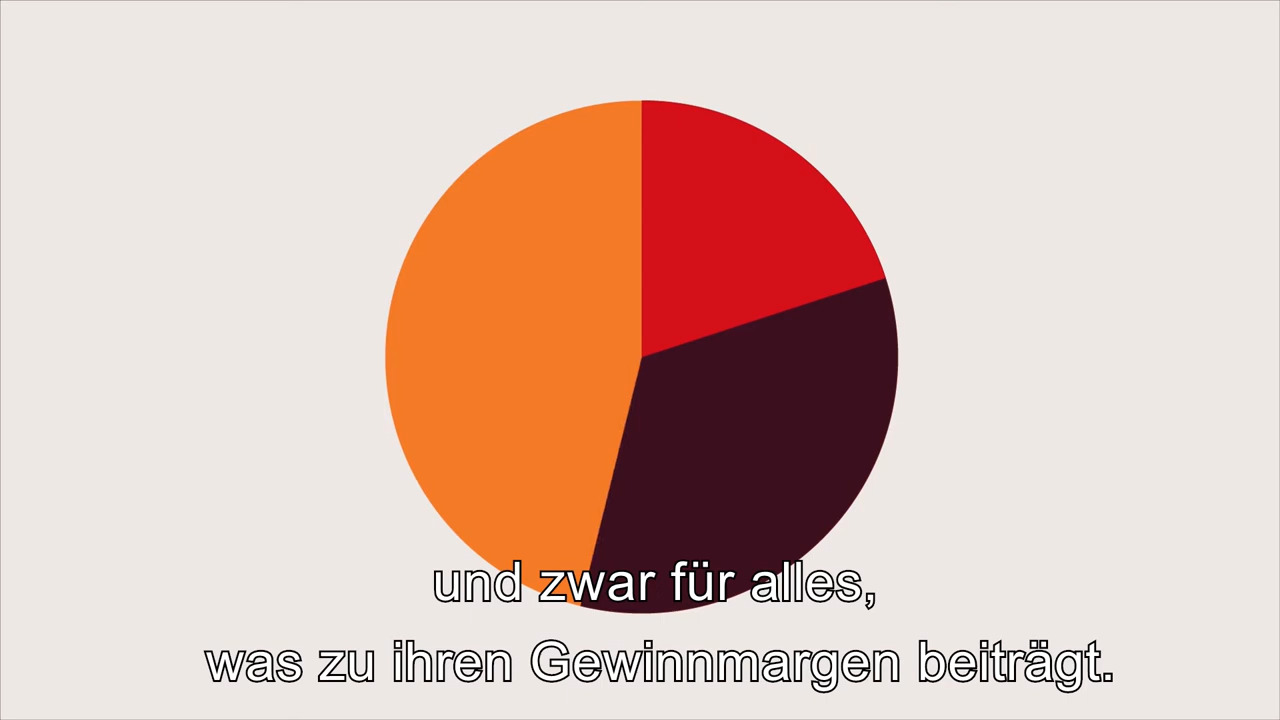 und zwar für alles,
was zu ihren Gewinnmargen beiträgt.